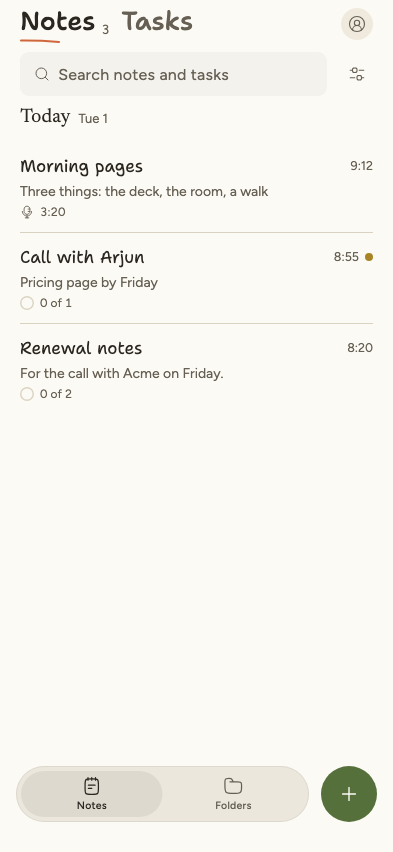 Notes 3 Tasks
Search notes and tasks
Today Tue 1
Morning pages 9:12
Three things: the deck, the room, a walk
3:20
Call with Arjun 8:55
Pricing page by Friday
0 of 1
Renewal notes 8:20
For the call with Acme on Friday.
0 of 2
Notes Folders